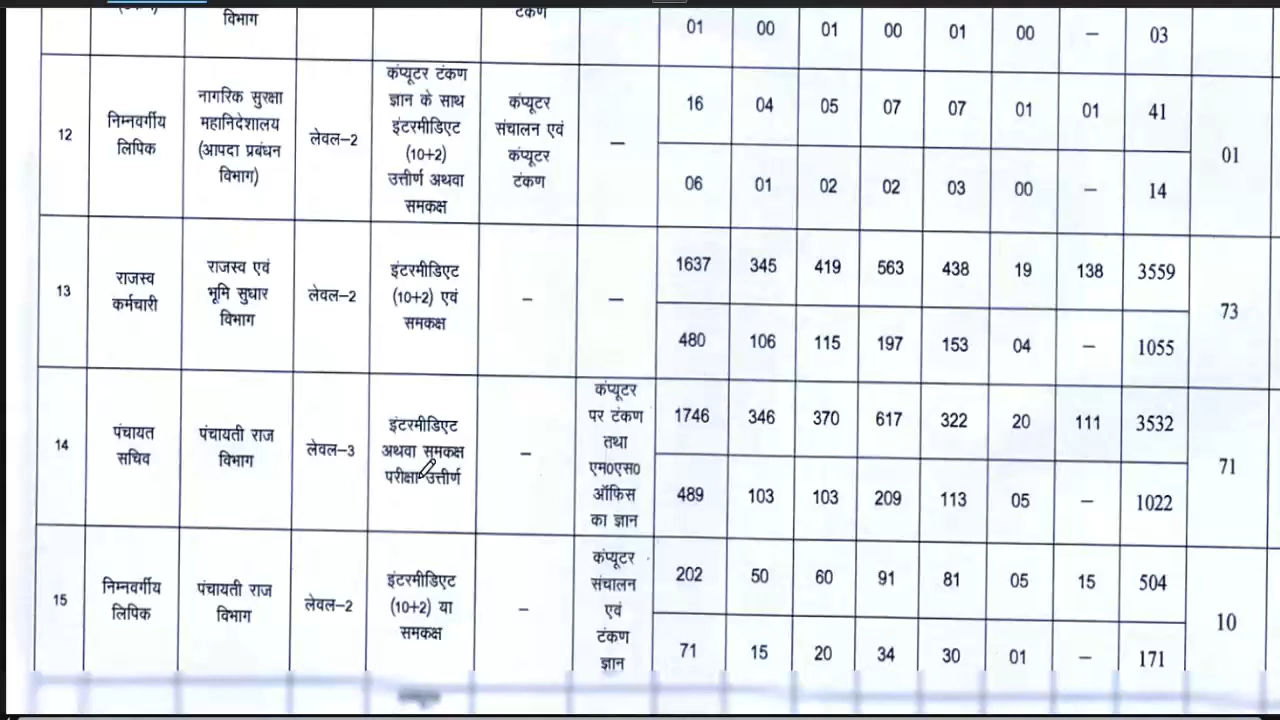 विभाग
टंकण
01 00 01 00 01 00 – 03
12
निम्नवर्गीय
लिपिक
नागरिक सुरक्षा
महानिदेशालय
(आपदा प्रबंधन
विभाग)
लेवल–2
कंप्यूटर टंकण
ज्ञान के साथ
इंटरमीडिएट
(10+2)
उत्तीर्ण अथवा
समकक्ष
कंप्यूटर
संचालन एवं
कंप्यूटर
टंकण
–
16 04 05 07 07 01 01 41
06 01 02 02 03 00 – 14
01
13
राजस्व
कर्मचारी
राजस्व एवं
भूमि सुधार
विभाग
लेवल–2
इंटरमीडिएट
(10+2) एवं
समकक्ष
–
–
1637 345 419 563 438 19 138 3559
480 106 115 197 153 04 – 1055
73
14
पंचायत
सचिव
पंचायती राज
विभाग
लेवल–3
इंटरमीडिएट
अथवा समकक्ष
परीक्षा उत्तीर्ण
–
कंप्यूटर
पर टंकण
तथा
एम0एस0
ऑफिस
का ज्ञान
1746 346 370 617 322 20 111 3532
489 103 103 209 113 05 – 1022
71
15
निम्नवर्गीय
लिपिक
पंचायती राज
विभाग
लेवल–2
इंटरमीडिएट
(10+2) या
समकक्ष
–
कंप्यूटर
संचालन
एवं
टंकण
ज्ञान
202 50 60 91 81 05 15 504
71 15 20 34 30 01 – 171
10